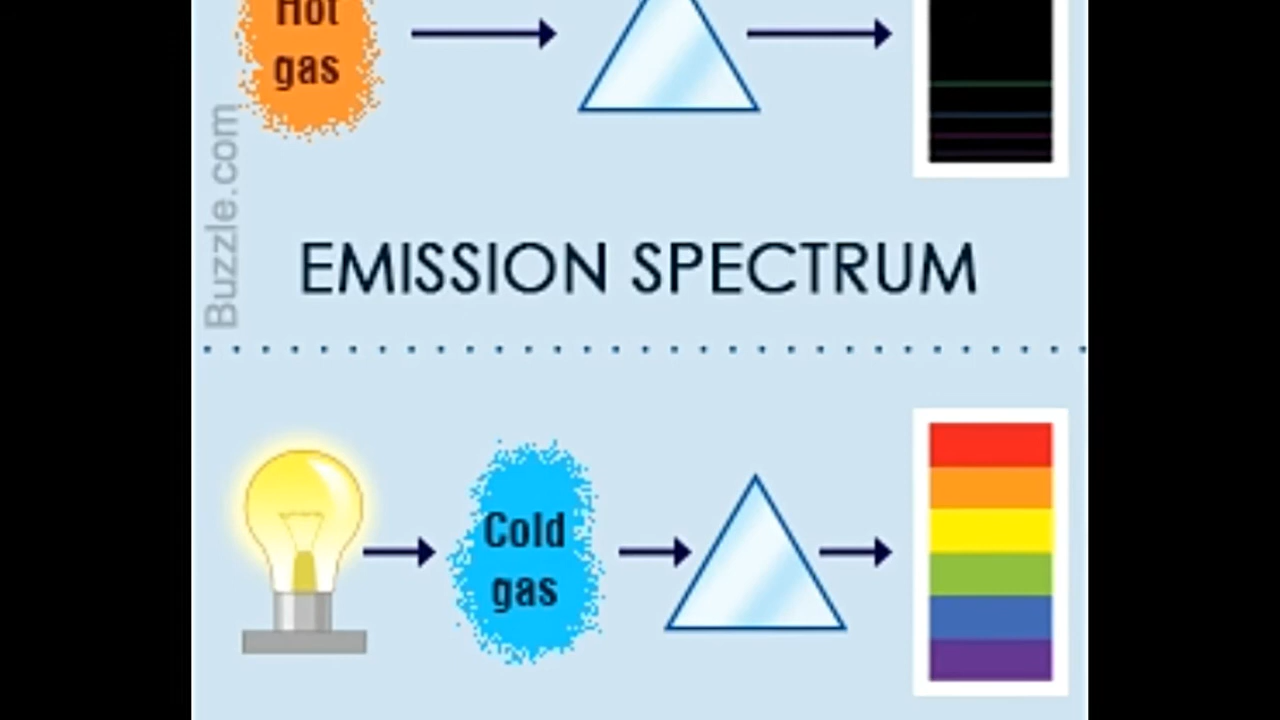 Hot
gas
Buzzle.com
EMISSION SPECTRUM
Cold
gas